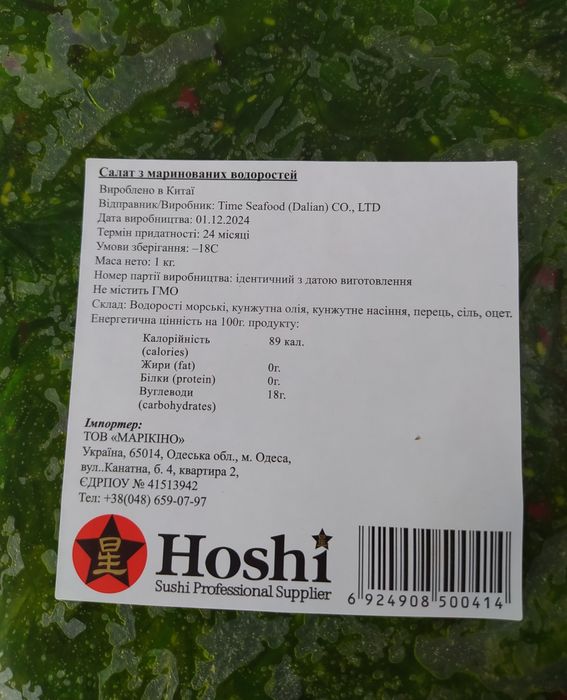 Салат з маринованих водоростей
Вироблено в Китаї
Відправник/Виробник: Time Seafood (Dalian) CO., LTD
Дата виробництва: 01.12.2024
Термін придатності: 24 місяці
Умови зберігання: –18С
Маса нето: 1 кг.
Номер партії виробництва: ідентичний з датою виготовлення
Не містить ГМО
Склад: Водорості морські, кунжутна олія, кунжутне насіння, перець, сіль, оцет.
Енергетична цінність на 100г. продукту:
Калорійність 89 кал.
(calories)
Жири (fat) 0г.
Білки (protein) 0г.
Вуглеводи 18г.
(carbohydrates)
Імпортер:
ТОВ «МАРІКІНО»
Україна, 65014, Одеська обл., м. Одеса,
вул..Канатна, б. 4, квартира 2,
ЄДРПОУ № 41513942
Тел: +38(048) 659-07-97
星 Hoshi
Sushi Professional Supplier
6 924908 500414